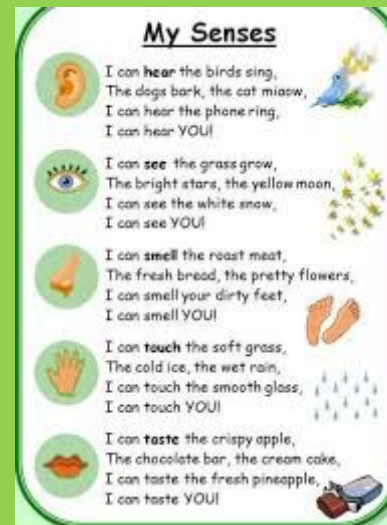 My Senses
I can hear the birds sing,
The dogs bark, the cat miaow,
I can hear the phone ring,
I can hear YOU!
I can see the grass grow,
The bright stars, the yellow moon,
I can see the white snow,
I can see YOU!
I can smell the roast meat,
The fresh bread, the pretty flowers,
I can smell your dirty feet,
I can smell YOU!
I can touch the soft grass,
The cold ice, the wet rain,
I can touch the smooth glass,
I can touch YOU!
I can taste the crispy apple,
The chocolate bar, the cream cake,
I can taste the fresh pineapple,
I can taste YOU!